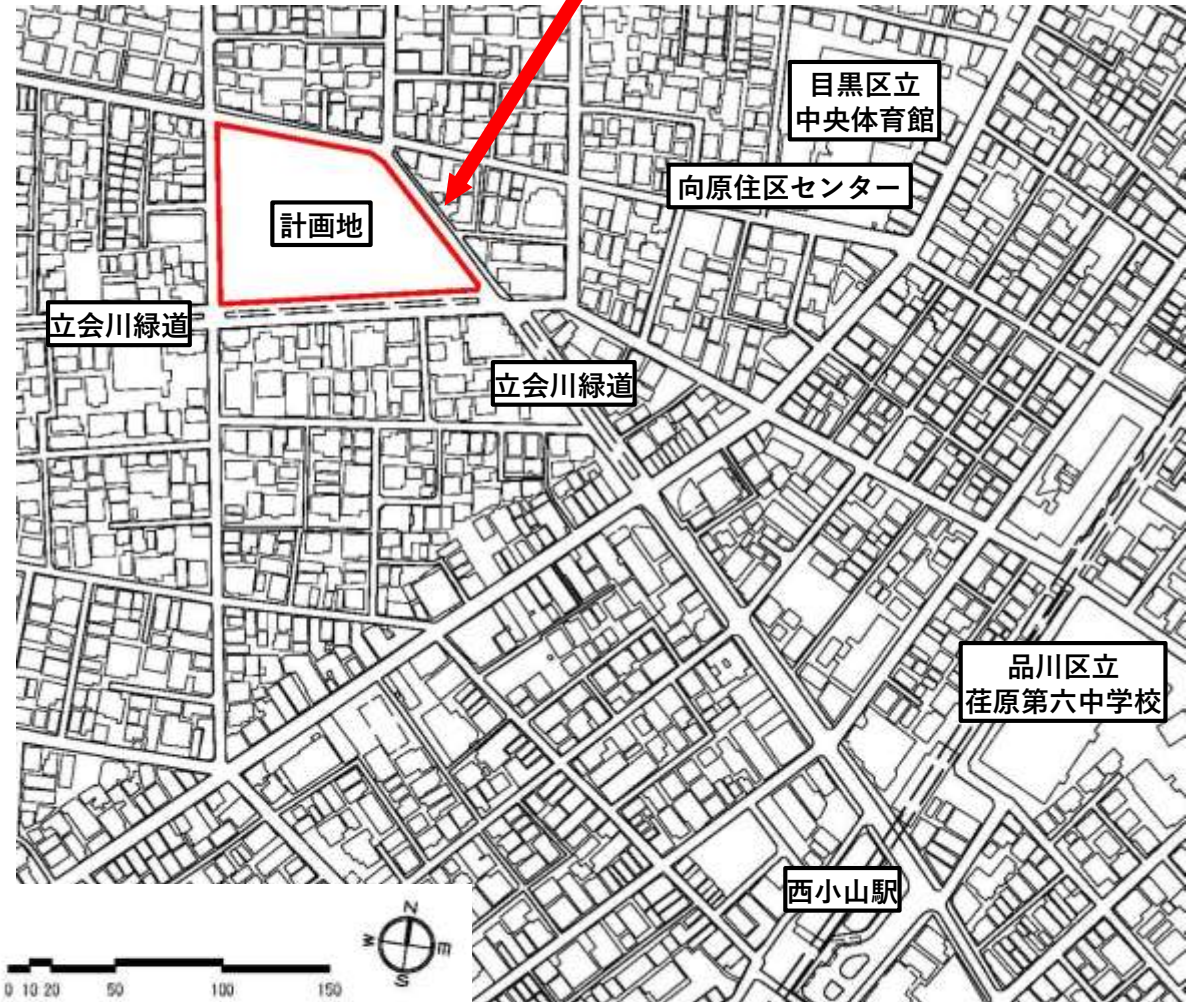 目黒区立
中央体育館
向原住区センター
計画地
立会川緑道
立会川緑道
品川区立
荏原第六中学校
西小山駅
N
W E
S
0 10 20 50 100 150